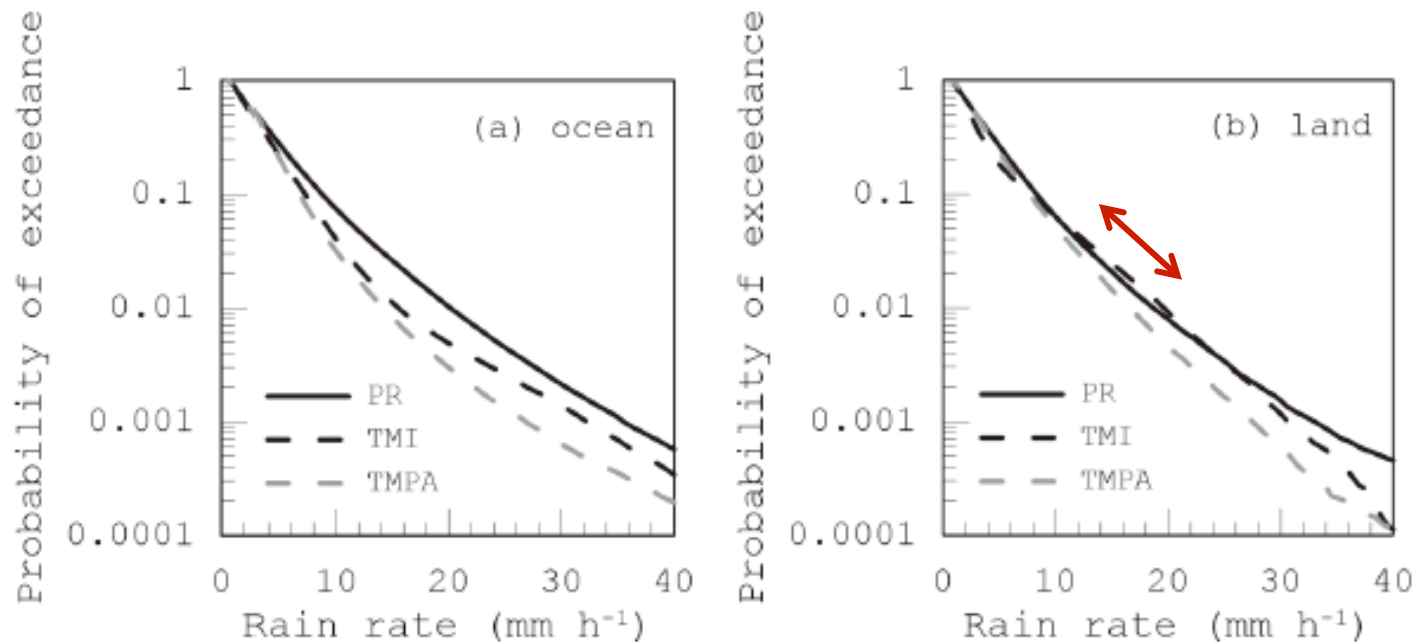 Probability of exceedance
1
0.1
0.01
0.001
0.0001
(a) ocean
PR
TMI
TMPA
0 10 20 30 40
Rain rate (mm h⁻¹)
Probability of exceedance
1
0.1
0.01
0.001
0.0001
(b) land
PR
TMI
TMPA
0 10 20 30 40
Rain rate (mm h⁻¹)